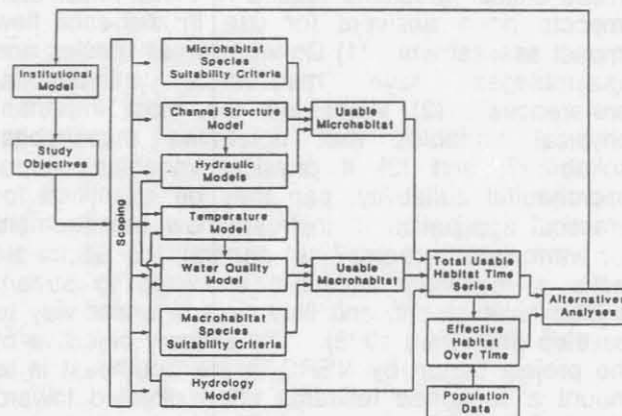 Institutional
Model
Study
Objectives
Scoping
Microhabitat
Species
Suitability Criteria
Channel Structure
Model
Hydraulic
Models
Temperature
Model
Water Quality
Model
Macrohabitat
Species
Suitability Criteria
Hydrology
Model
Usable
Microhabitat
Usable
Macrohabitat
Total Usable
Habitat Time
Series
Effective
Habitat
Over Time
Population
Data
Alternatives
Analyses